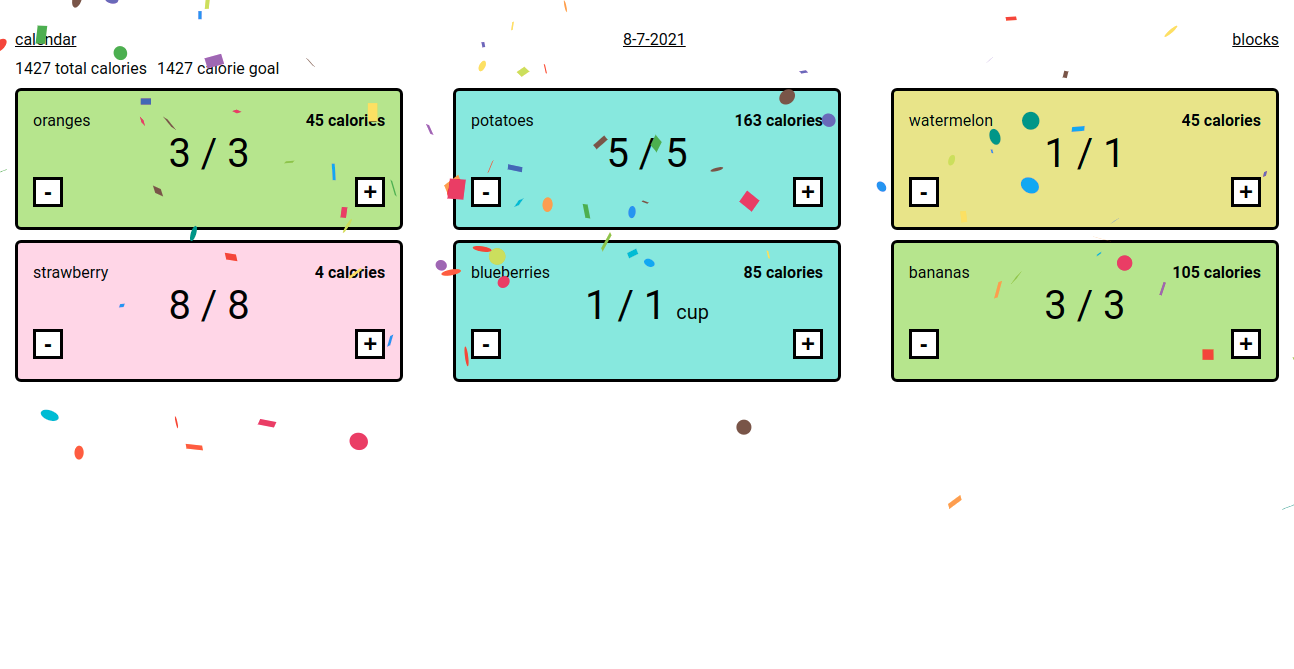 calendar 8-7-2021 blocks
1427 total calories 1427 calorie goal
oranges 45 calories
3 / 3
- +
potatoes 163 calories
5 / 5
- +
watermelon 45 calories
1 / 1
- +
strawberry 4 calories
8 / 8
- +
blueberries 85 calories
1 / 1 cup
- +
bananas 105 calories
3 / 3
- +